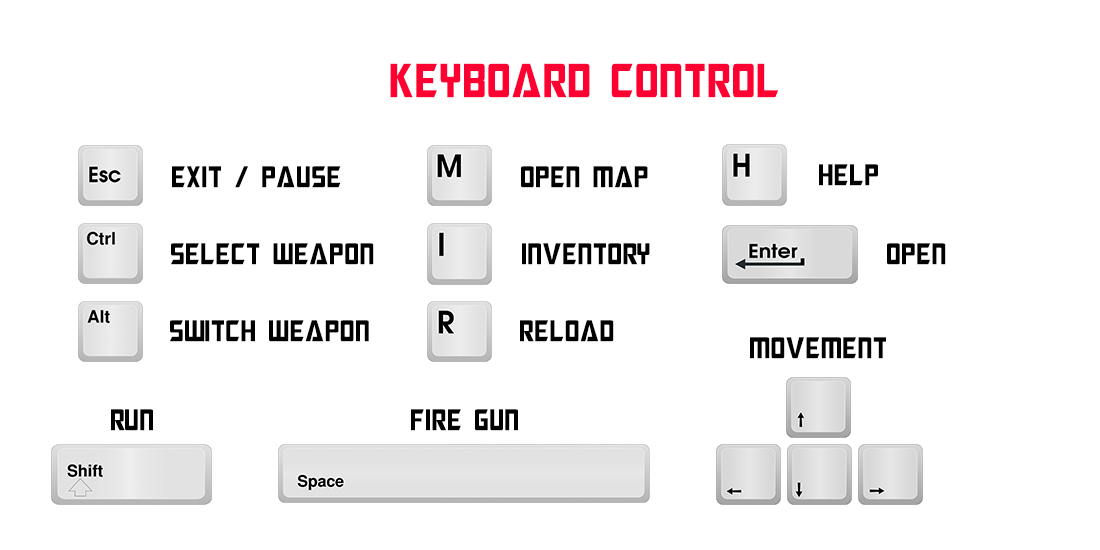 KEYBOARD CONTROL
Esc EXIT / PAUSE
M OPEN MAP
H HELP
Ctrl SELECT WEAPON
I INVENTORY
Enter OPEN
Alt SWITCH WEAPON
R RELOAD
MOVEMENT
RUN
FIRE GUN
↑
Shift
Space
← ↓ →